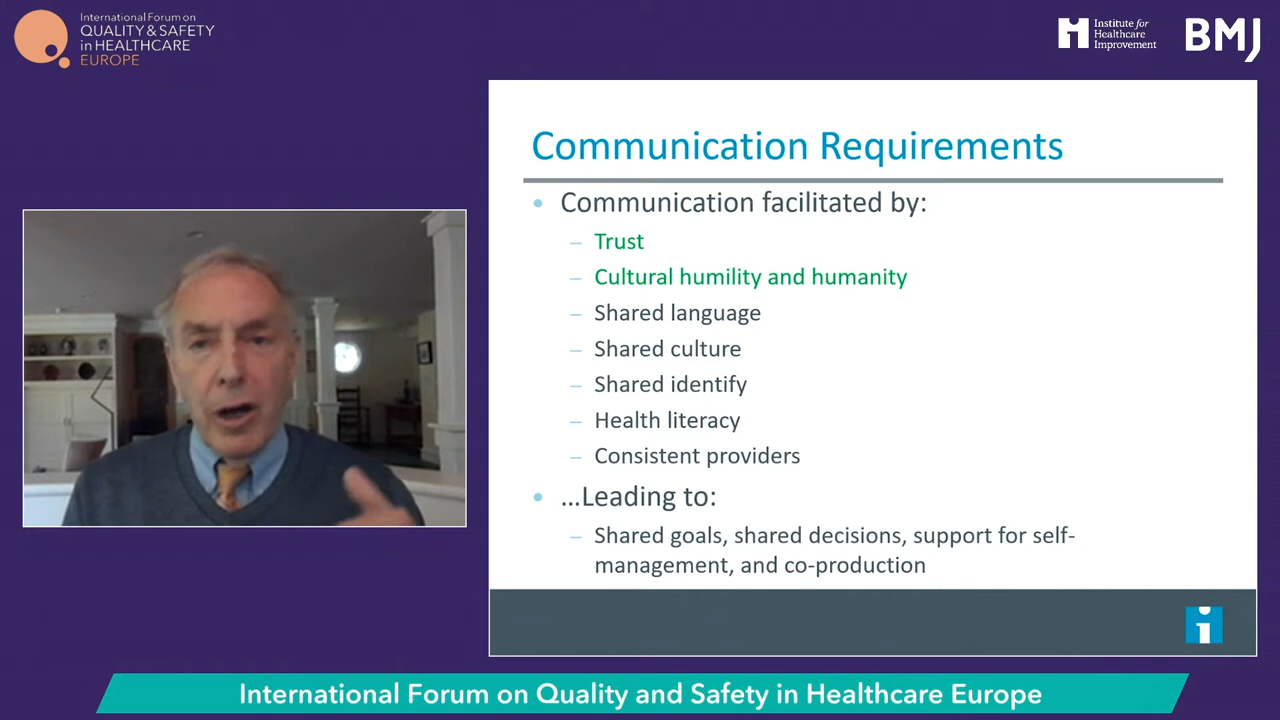 International Forum on
QUALITY & SAFETY
in HEALTHCARE
EUROPE
Institute for
Healthcare
Improvement
BMJ
Communication Requirements
• Communication facilitated by:
– Trust
– Cultural humility and humanity
– Shared language
– Shared culture
– Shared identify
– Health literacy
– Consistent providers
• ...Leading to:
– Shared goals, shared decisions, support for self-
management, and co-production
International Forum on Quality and Safety in Healthcare Europe